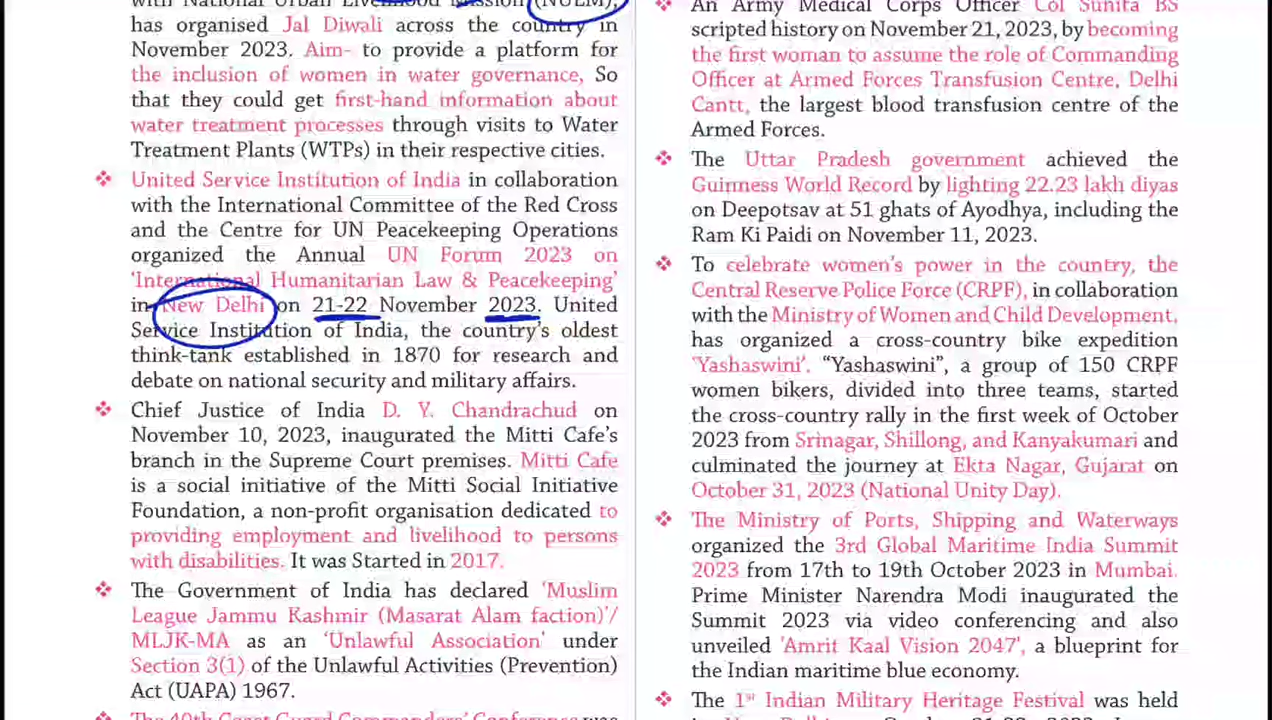 with National Urban Livelihood Mission (NULM),
has organised Jal Diwali across the country in
November 2023. Aim- to provide a platform for
the inclusion of women in water governance, So
that they could get first-hand information about
water treatment processes through visits to Water
Treatment Plants (WTPs) in their respective cities.
❖ United Service Institution of India in collaboration
with the International Committee of the Red Cross
and the Centre for UN Peacekeeping Operations
organized the Annual UN Forum 2023 on
'International Humanitarian Law & Peacekeeping'
in New Delhi on 21-22 November 2023. United
Service Institution of India, the country's oldest
think-tank established in 1870 for research and
debate on national security and military affairs.
❖ Chief Justice of India D. Y. Chandrachud on
November 10, 2023, inaugurated the Mitti Cafe's
branch in the Supreme Court premises. Mitti Cafe
is a social initiative of the Mitti Social Initiative
Foundation, a non-profit organisation dedicated to
providing employment and livelihood to persons
with disabilities. It was Started in 2017.
❖ The Government of India has declared 'Muslim
League Jammu Kashmir (Masarat Alam faction)'/
MLJK-MA as an 'Unlawful Association' under
Section 3(1) of the Unlawful Activities (Prevention)
Act (UAPA) 1967.
❖ The 40th Coast Guard Commanders' Conference was
❖ An Army Medical Corps Officer Col Sunita BS
scripted history on November 21, 2023, by becoming
the first woman to assume the role of Commanding
Officer at Armed Forces Transfusion Centre, Delhi
Cantt, the largest blood transfusion centre of the
Armed Forces.
❖ The Uttar Pradesh government achieved the
Guinness World Record by lighting 22.23 lakh diyas
on Deepotsav at 51 ghats of Ayodhya, including the
Ram Ki Paidi on November 11, 2023.
❖ To celebrate women's power in the country, the
Central Reserve Police Force (CRPF), in collaboration
with the Ministry of Women and Child Development,
has organized a cross-country bike expedition
'Yashaswini'. "Yashaswini", a group of 150 CRPF
women bikers, divided into three teams, started
the cross-country rally in the first week of October
2023 from Srinagar, Shillong, and Kanyakumari and
culminated the journey at Ekta Nagar, Gujarat on
October 31, 2023 (National Unity Day).
❖ The Ministry of Ports, Shipping and Waterways
organized the 3rd Global Maritime India Summit
2023 from 17th to 19th October 2023 in Mumbai.
Prime Minister Narendra Modi inaugurated the
Summit 2023 via video conferencing and also
unveiled 'Amrit Kaal Vision 2047', a blueprint for
the Indian maritime blue economy.
❖ The 1st Indian Military Heritage Festival was held